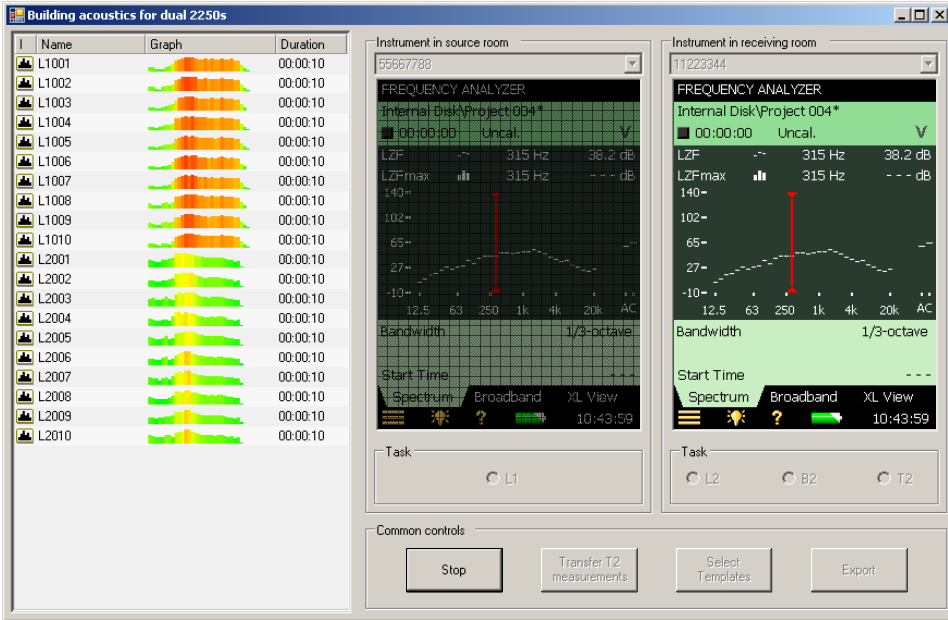 Building acoustics for dual 2250s
I Name Graph Duration
L1001 00:00:10
L1002 00:00:10
L1003 00:00:10
L1004 00:00:10
L1005 00:00:10
L1006 00:00:10
L1007 00:00:10
L1008 00:00:10
L1009 00:00:10
L1010 00:00:10
L2001 00:00:10
L2002 00:00:10
L2003 00:00:10
L2004 00:00:10
L2005 00:00:10
L2006 00:00:10
L2007 00:00:10
L2008 00:00:10
L2009 00:00:10
L2010 00:00:10
Instrument in source room
55667788
FREQUENCY ANALYZER
Internal Disk\Project 004*
00:00:00 Uncal. V
LZF 315 Hz 38.2 dB
LZFmax 315 Hz - - - dB
140
102
65
27
-10
12.5 63 250 1k 4k 20k AC
Bandwidth 1/3-octave
Start Time - - -
Spectrum Broadband XL View
? 10:43:59
Task
L1
Instrument in receiving room
11223344
FREQUENCY ANALYZER
Internal Disk\Project 004*
00:00:00 Uncal. V
LZF 315 Hz 38.2 dB
LZFmax 315 Hz - - - dB
140
102
65
27
-10
12.5 63 250 1k 4k 20k AC
Bandwidth 1/3-octave
Start Time - - -
Spectrum Broadband XL View
? 10:43:59
Task
L2 B2 T2
Common controls
Stop
Transfer T2
measurements
Select
Templates
Export